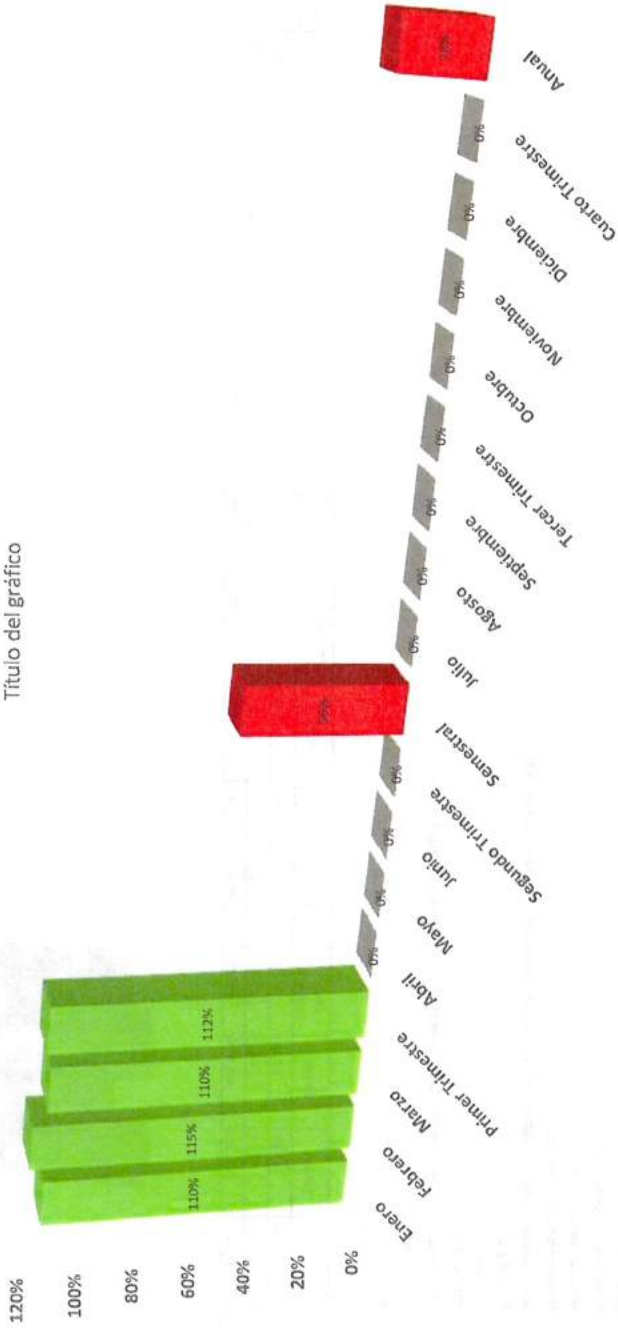 Título del gráfico
120%
100%
80%
60%
40%
20%
0%
110%
115%
110%
112%
0%
0%
0%
0%
0%
0%
0%
0%
0%
0%
0%
0%
Enero
Febrero
Marzo
Primer Trimestre
Abril
Mayo
Junio
Segundo Trimestre
Semestral
Julio
Agosto
Septiembre
Tercer Trimestre
Octubre
Noviembre
Diciembre
Cuarto Trimestre
Anual